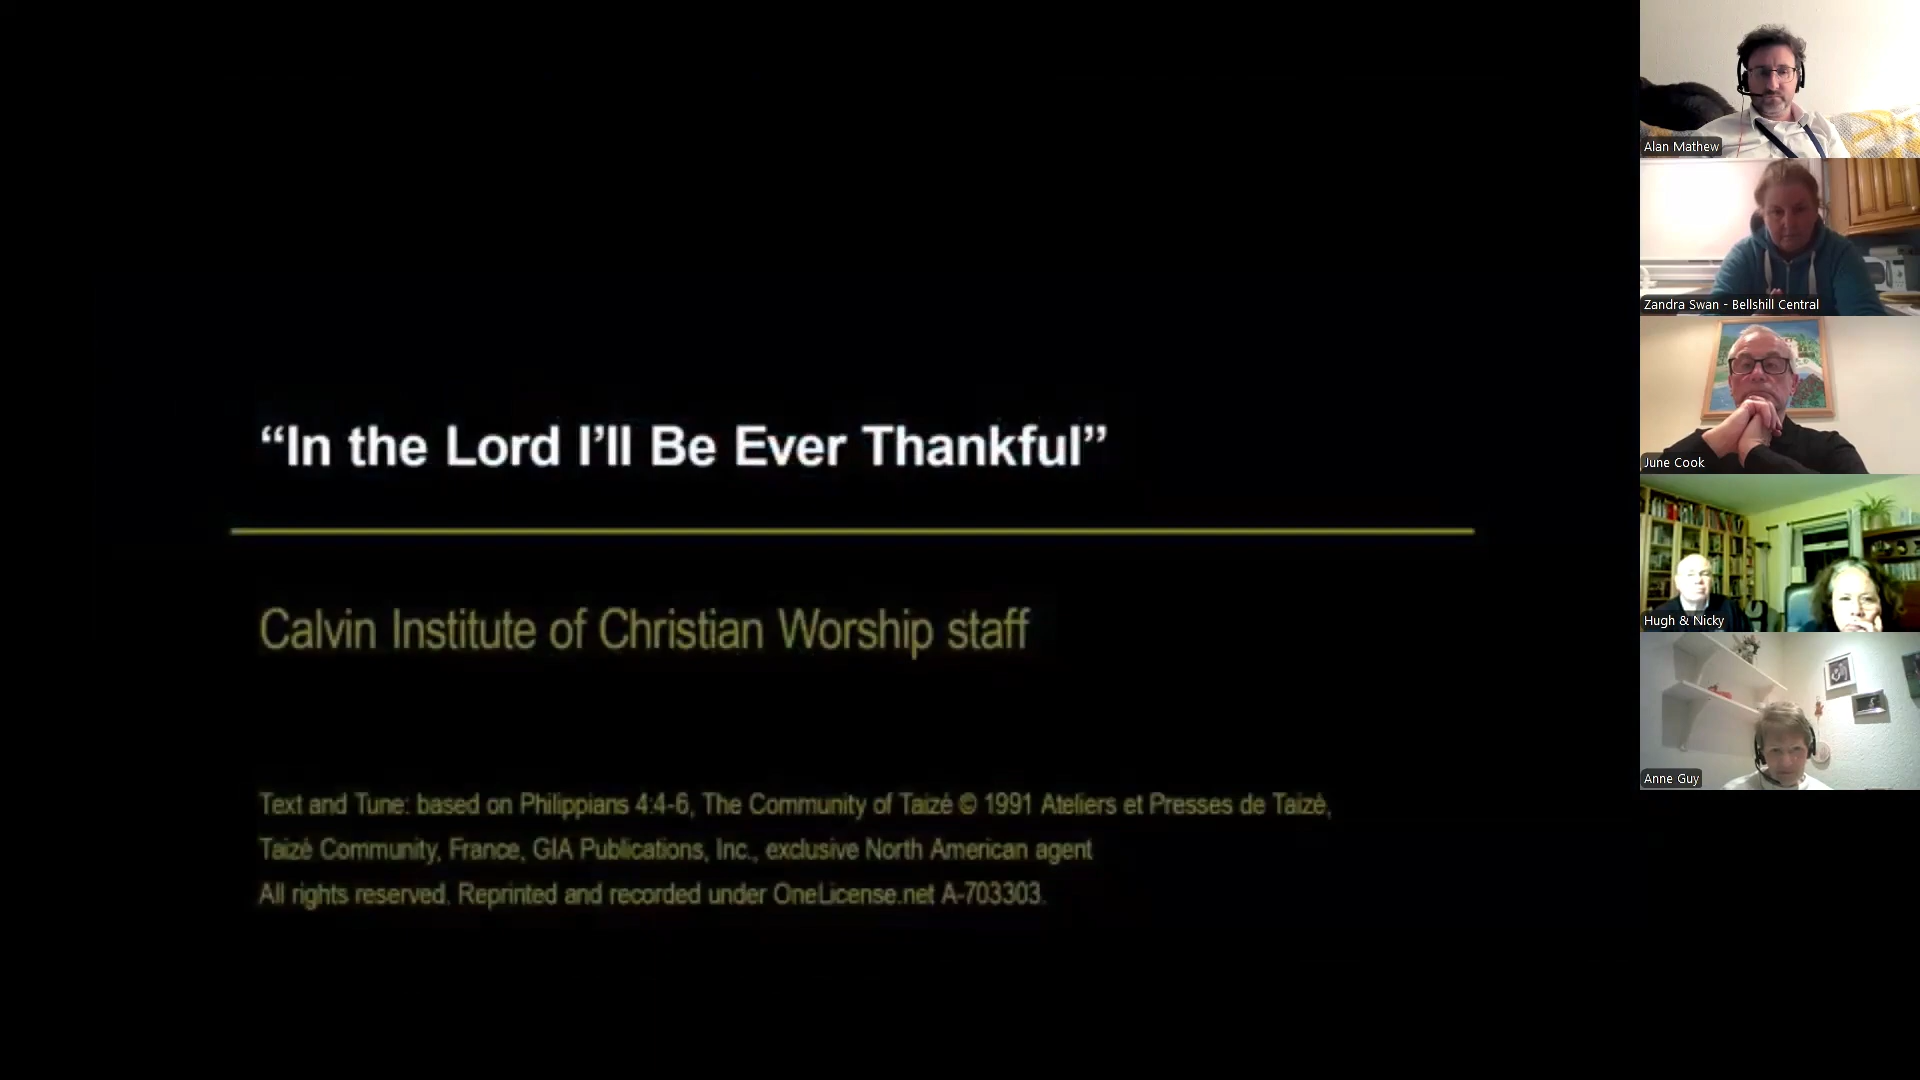 “In the Lord I’ll Be Ever Thankful”
Calvin Institute of Christian Worship staff
Text and Tune: based on Philippians 4:4-6, The Community of Taizé © 1991 Ateliers et Presses de Taizé,
Taizé Community, France, GIA Publications, Inc., exclusive North American agent
All rights reserved. Reprinted and recorded under OneLicense.net A-703303.
Alan Mathew
Zandra Swan - Bellshill Central
June Cook
Hugh & Nicky
Anne Guy